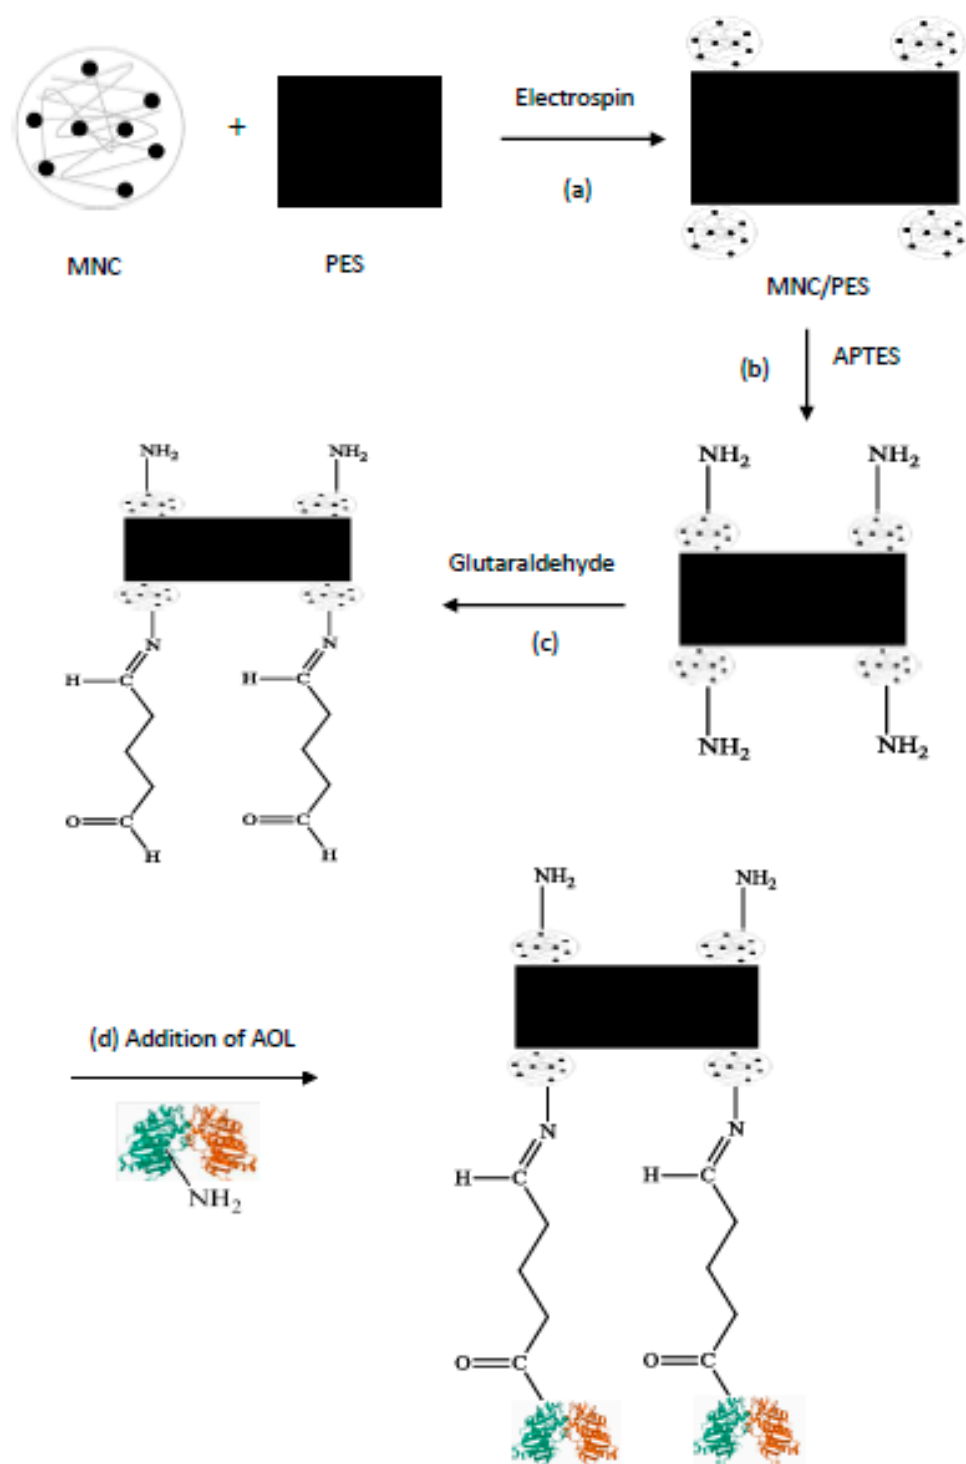 +
Electrospin
(a)
MNC
PES
MNC/PES
(b)
APTES
NH2
NH2
NH2
NH2
Glutaraldehyde
(c)
NH2
NH2
N
N
H
C
H
C
O
C
O
C
H
H
NH2
NH2
(d) Addition of AOL
NH2
N
N
H
C
H
C
O
C
O
C